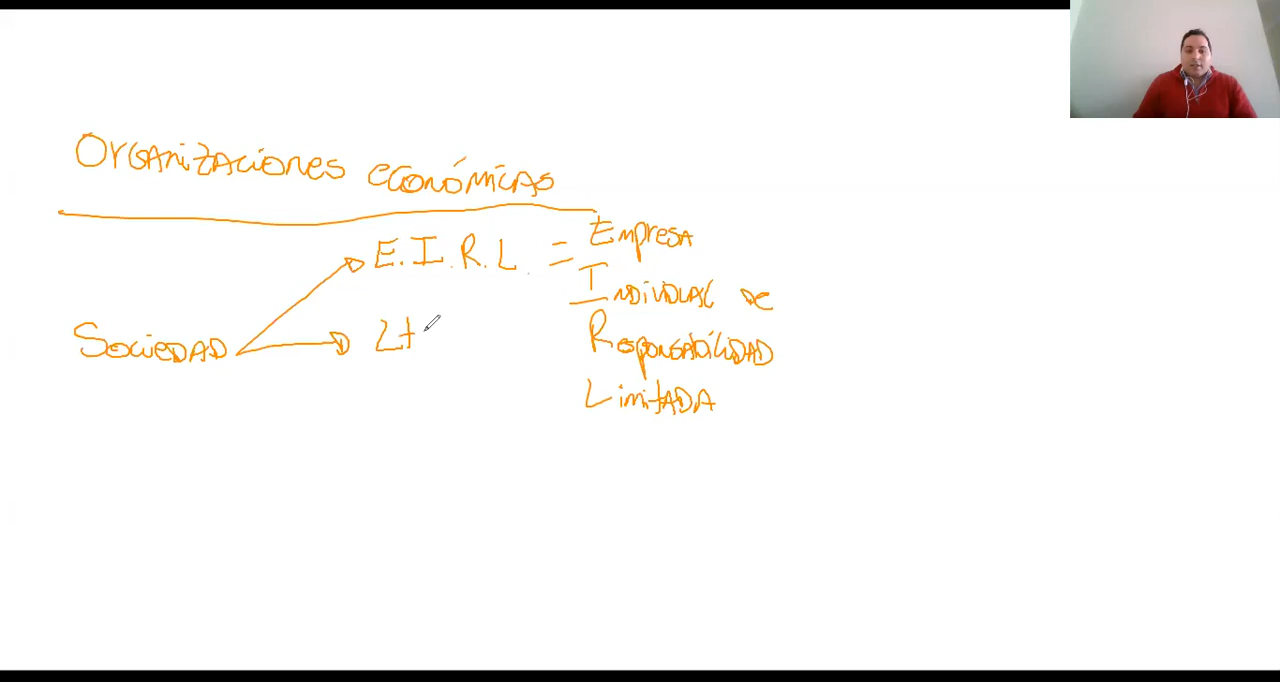 Organizaciones económicas
E.I.R.L. = Empresa
Individual de
Responsabilidad
Limitada
Sociedad
Lt